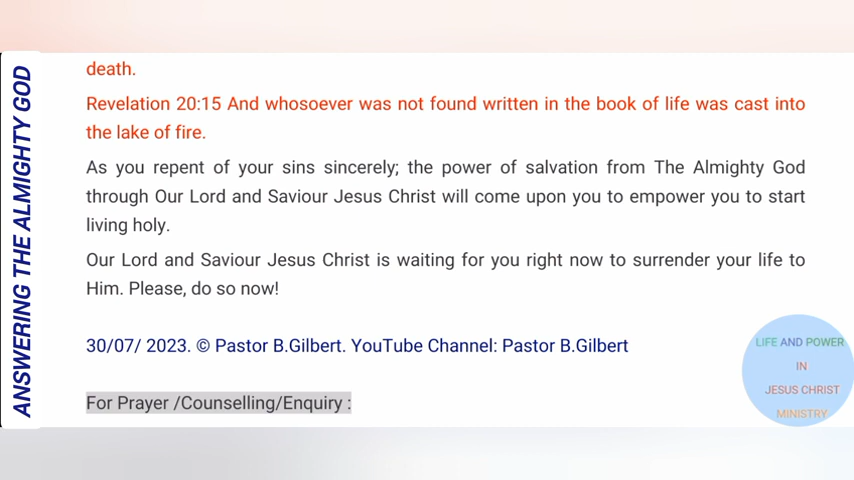 ANSWERING THE ALMIGHTY GOD
death.
Revelation 20:15 And whosoever was not found written in the book of life was cast into
the lake of fire.
As you repent of your sins sincerely; the power of salvation from The Almighty God
through Our Lord and Saviour Jesus Christ will come upon you to empower you to start
living holy.
Our Lord and Saviour Jesus Christ is waiting for you right now to surrender your life to
Him. Please, do so now!
30/07/ 2023. © Pastor B.Gilbert. YouTube Channel: Pastor B.Gilbert
For Prayer /Counselling/Enquiry :
LIFE AND POWER
IN
JESUS CHRIST
MINISTRY